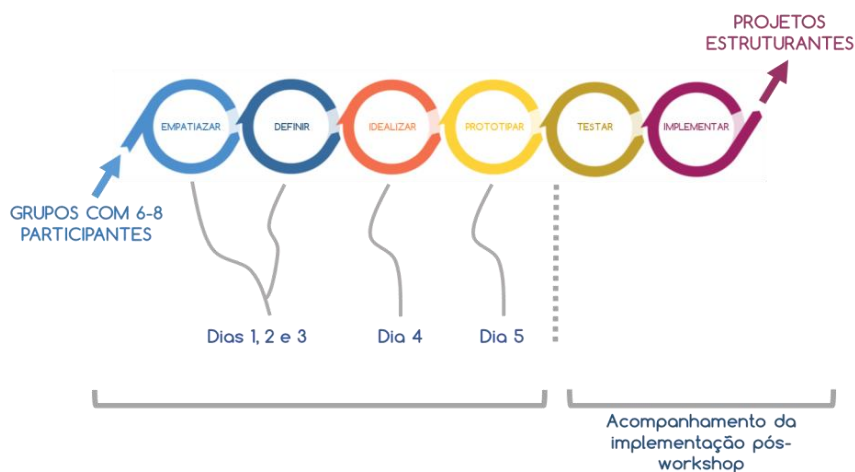 PROJETOS
ESTRUTURANTES
EMPATIAZAR
DEFINIR
IDEALIZAR
PROTOTIPAR
TESTAR
IMPLEMENTAR
GRUPOS COM 6-8
PARTICIPANTES
Dias 1, 2 e 3
Dia 4
Dia 5
Acompanhamento da
implementação pós-
workshop